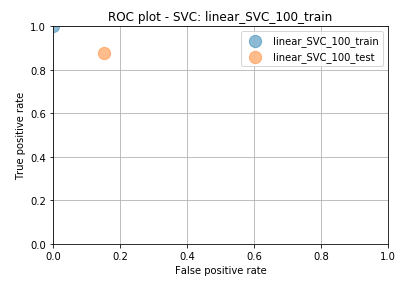 ROC plot - SVC: linear_SVC_100_train
linear_SVC_100_train
linear_SVC_100_test
True positive rate
1.0
0.8
0.6
0.4
0.2
0.0
0.0 0.2 0.4 0.6 0.8 1.0
False positive rate